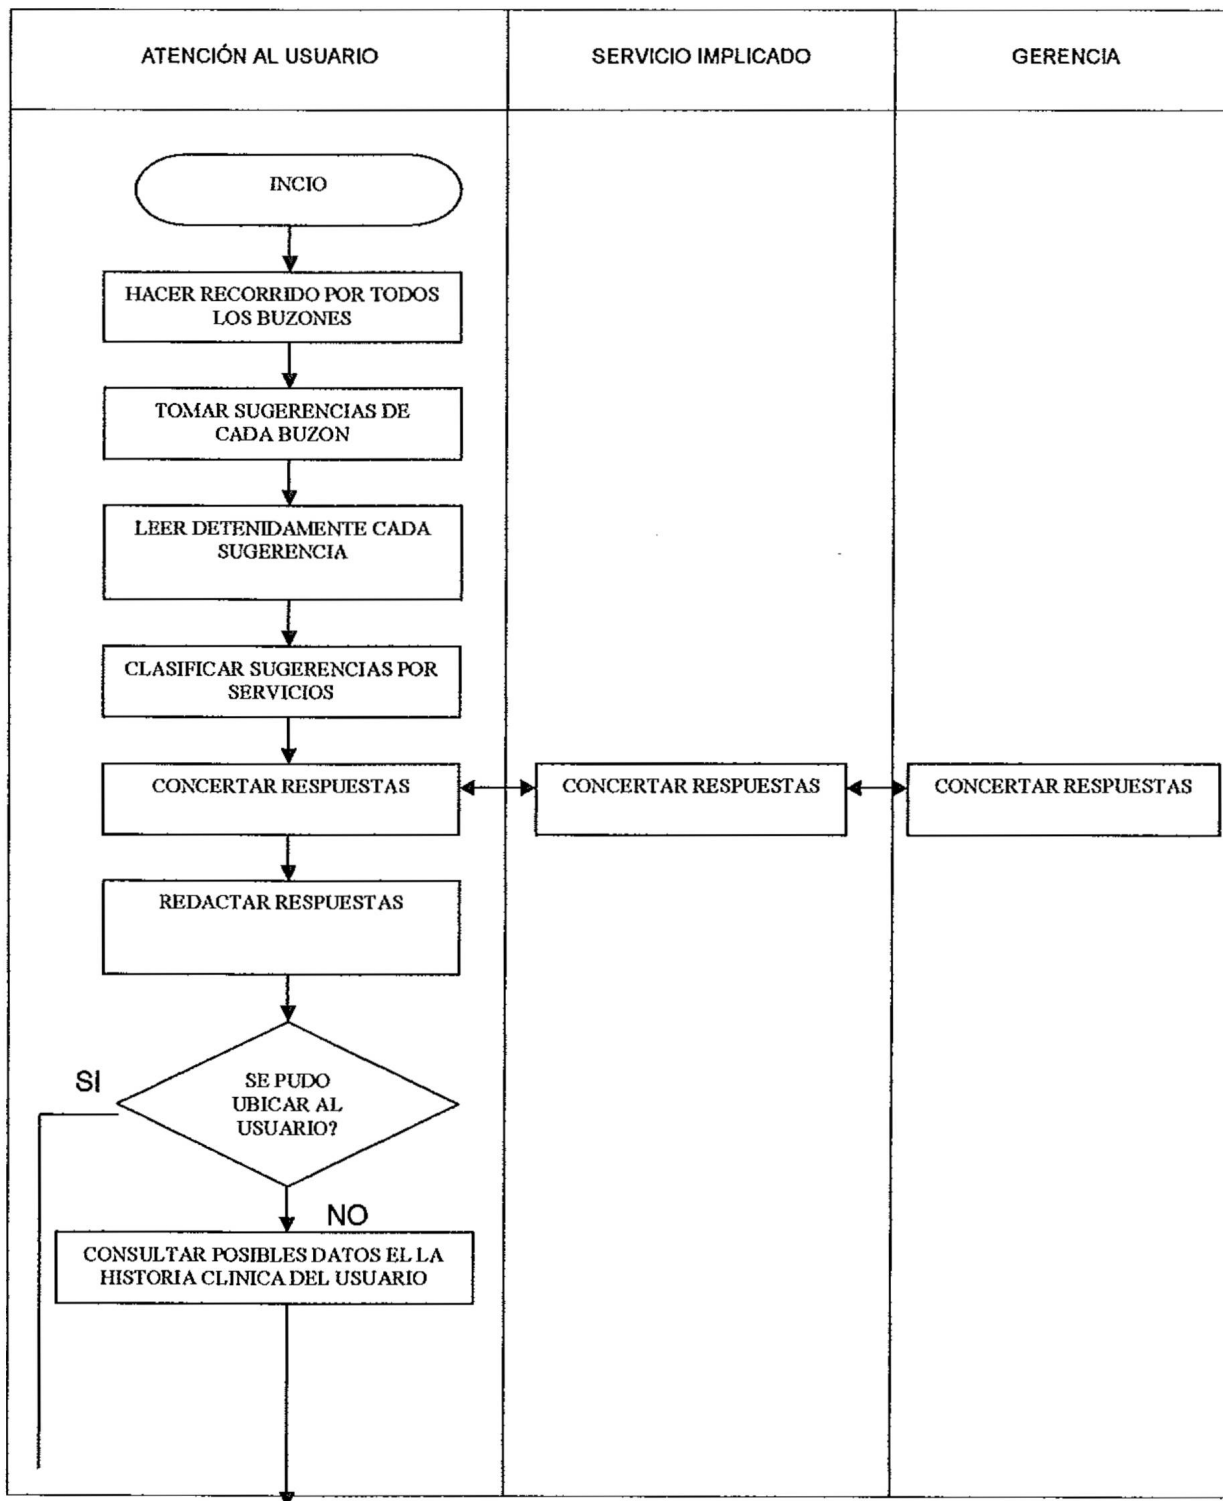 ATENCIÓN AL USUARIO
SERVICIO IMPLICADO
GERENCIA
INCIO
HACER RECORRIDO POR TODOS
LOS BUZONES
TOMAR SUGERENCIAS DE
CADA BUZON
LEER DETENIDAMENTE CADA
SUGERENCIA
CLASIFICAR SUGERENCIAS POR
SERVICIOS
CONCERTAR RESPUESTAS
CONCERTAR RESPUESTAS
CONCERTAR RESPUESTAS
REDACTAR RESPUESTAS
SI
SE PUDO
UBICAR AL
USUARIO?
NO
CONSULTAR POSIBLES DATOS EL LA
HISTORIA CLINICA DEL USUARIO